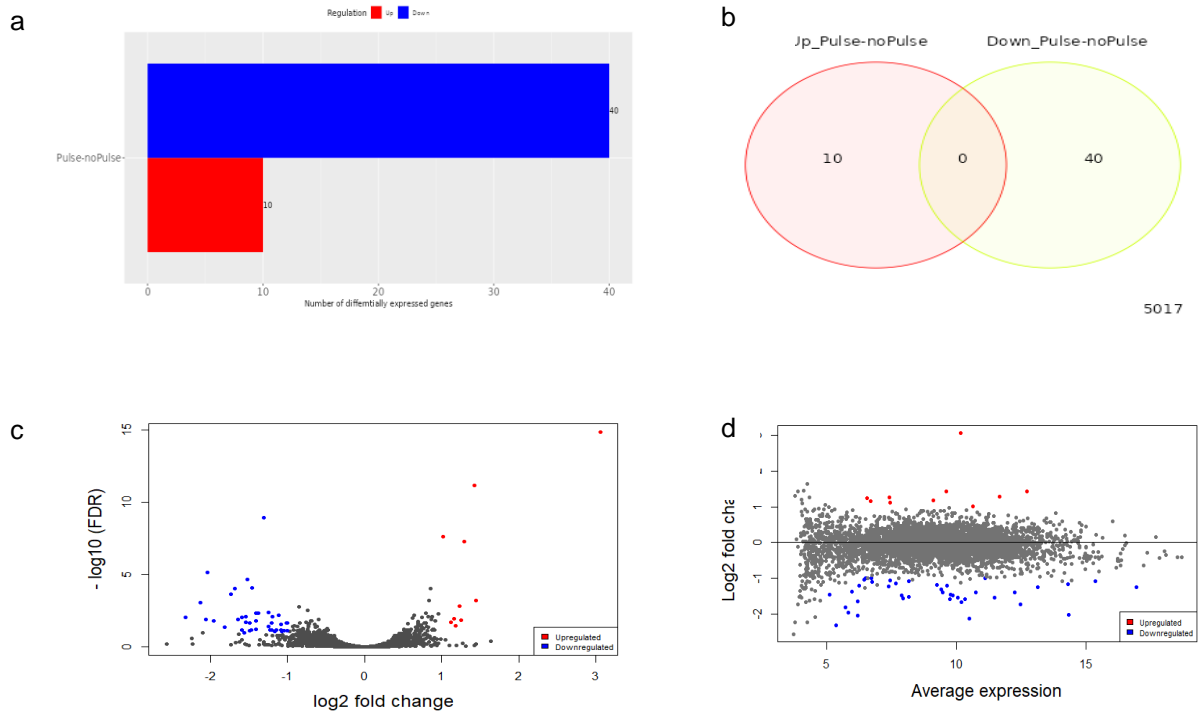 a
Regulation Up Down
40
Pulse-noPulse
10
0 10 20 30 40
Number of diffemtially expressed genes
b
Jp_Pulse-noPulse Down_Pulse-noPulse
10 0 40
5017
c
15
10
5
0
- log10 (FDR)
-2 -1 0 1 2 3
log2 fold change
Upregulated
Downregulated
d
1
0
-1
-2
Log2 fold cha
5 10 15
Average expression
Upregulated
Downregulated